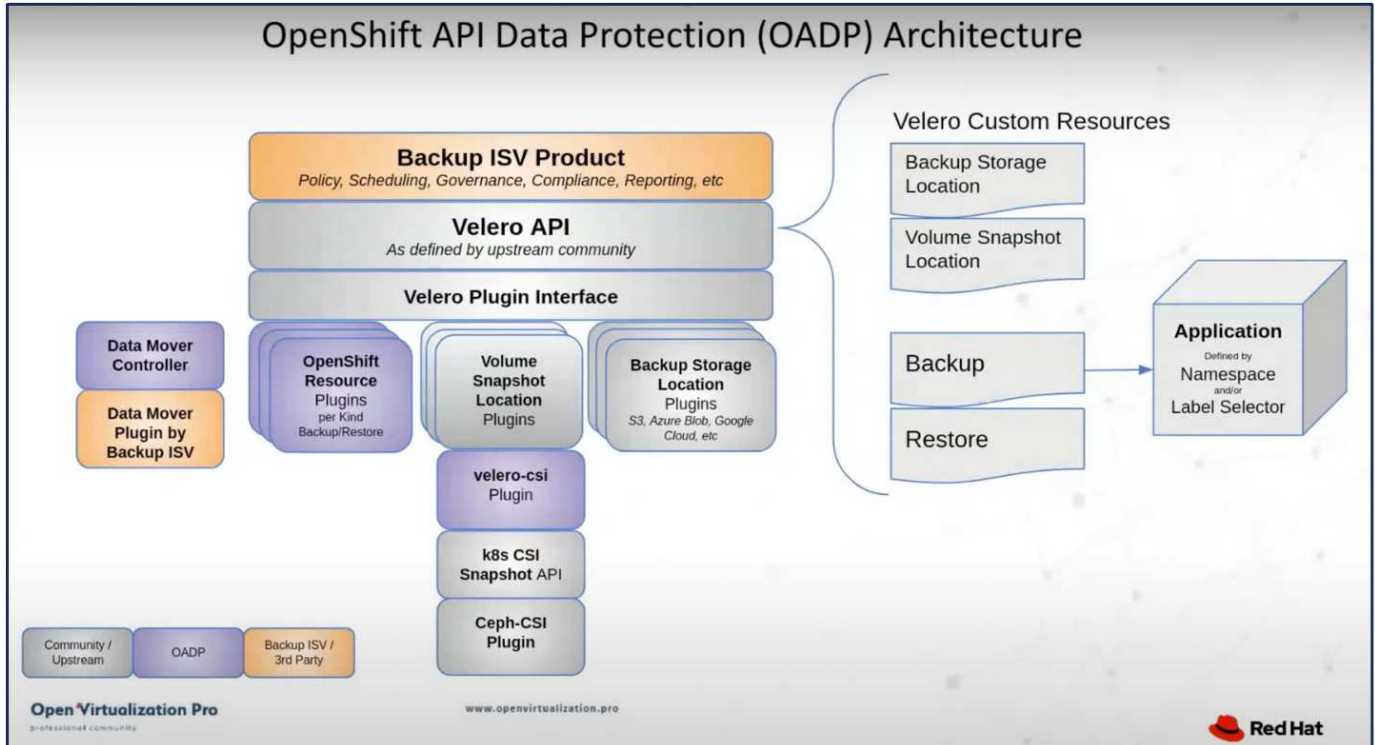 OpenShift API Data Protection (OADP) Architecture
Backup ISV Product
Policy, Scheduling, Governance, Compliance, Reporting, etc
Velero API
As defined by upstream community
Velero Plugin Interface
Data Mover
Controller
Data Mover
Plugin by
Backup ISV
OpenShift
Resource
Plugins
per Kind
Backup/Restore
Volume
Snapshot
Location
Plugins
Backup Storage
Location
Plugins
S3, Azure Blob, Google
Cloud, etc
velero-csi
Plugin
k8s CSI
Snapshot API
Ceph-CSI
Plugin
Velero Custom Resources
Backup Storage
Location
Volume Snapshot
Location
Backup
Restore
Application
Defined by
Namespace
and/or
Label Selector
Community /
Upstream
OADP
Backup ISV /
3rd Party
Open Virtualization Pro
professional community
www.openvirtualization.pro
Red Hat